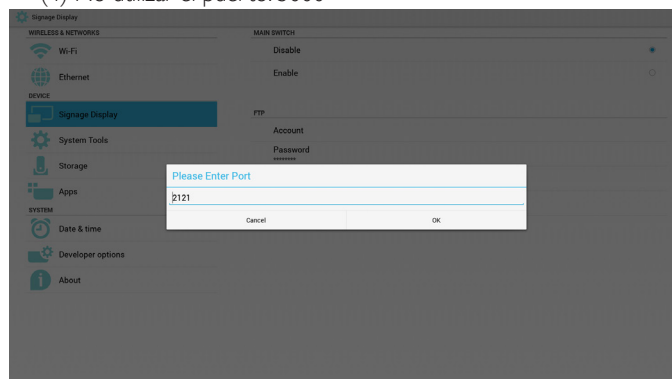 Signage Display
WIRELESS & NETWORKS
Wi-Fi
Ethernet
DEVICE
Signage Display
System Tools
Storage
Apps
SYSTEM
Date & time
Developer options
About
MAIN SWITCH
Disable
Enable
FTP
Account
Password
********
Please Enter Port
2121
Cancel
OK